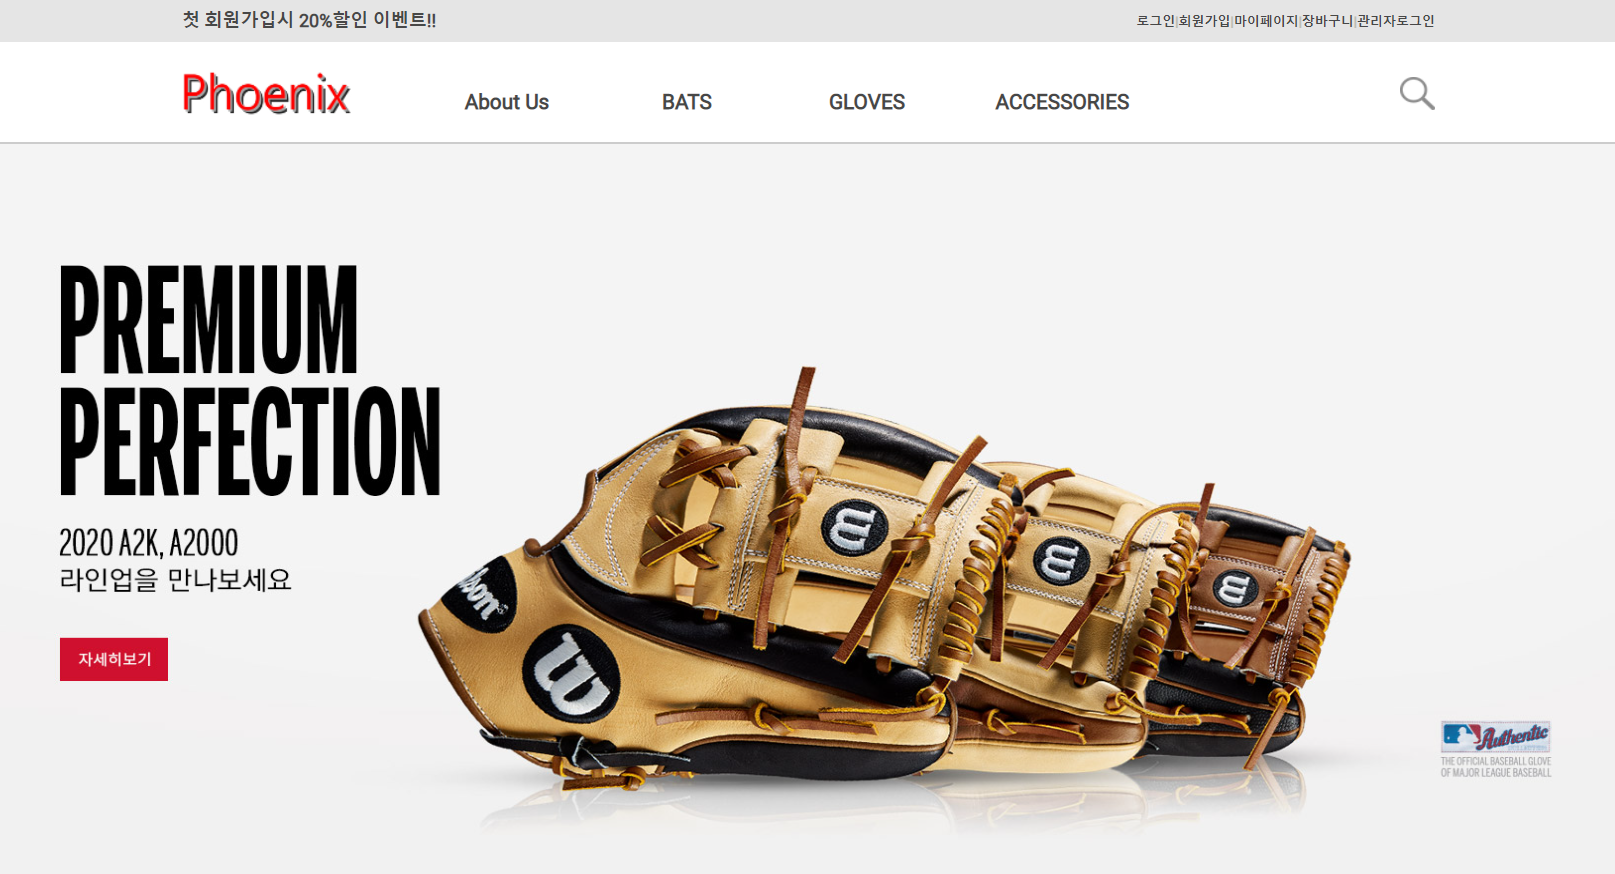 첫 회원가입시 20%할인 이벤트!!
로그인|회원가입|마이페이지|장바구니|관리자로그인
Phoenix
About Us
BATS
GLOVES
ACCESSORIES
PREMIUM
PERFECTION
2020 A2K, A2000
라인업을 만나보세요
자세히보기
W
W
W
W
Authentic
THE OFFICIAL BASEBALL GLOVE
OF MAJOR LEAGUE BASEBALL